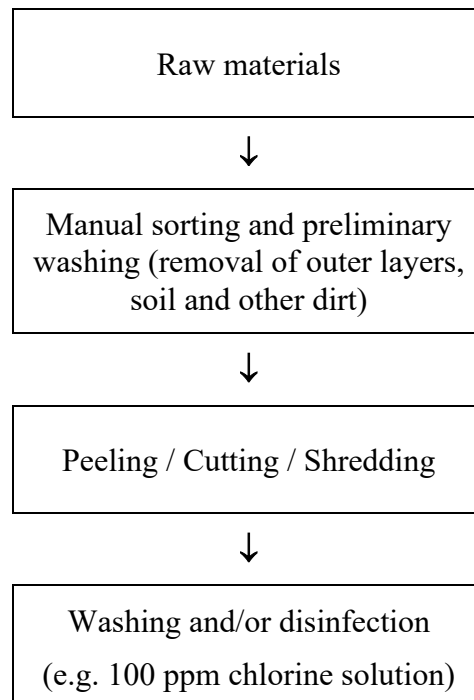 Raw materials
↓
Manual sorting and preliminary
washing (removal of outer layers,
soil and other dirt)
↓
Peeling / Cutting / Shredding
↓
Washing and/or disinfection
(e.g. 100 ppm chlorine solution)